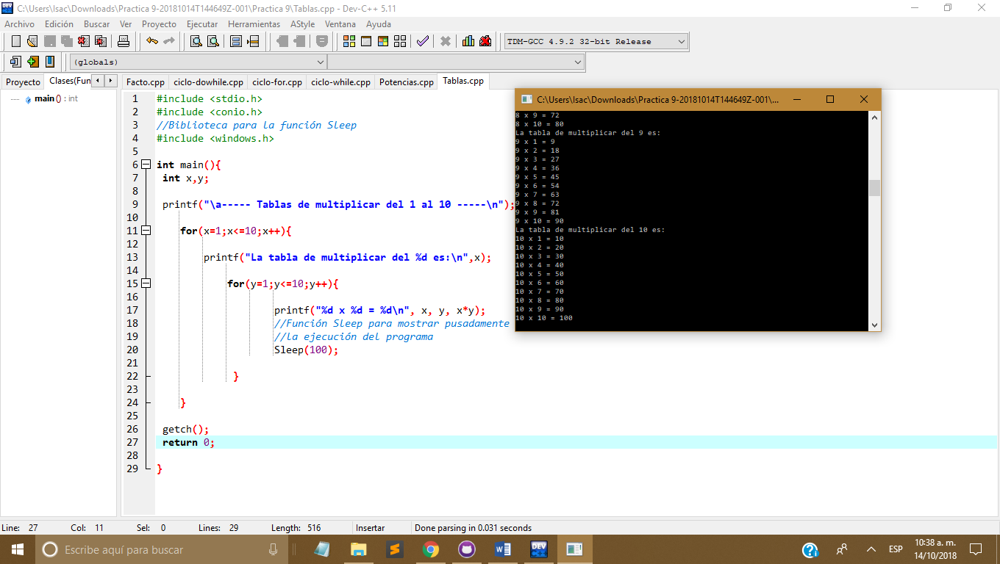 C:\Users\Isac\Downloads\Practica 9-20181014T144649Z-001\Practica 9\Tablas.cpp - Dev-C++ 5.11
Archivo Edición Buscar Ver Proyecto Ejecutar Herramientas AStyle Ventana Ayuda
TDM-GCC 4.9.2 32-bit Release
(globals)
Proyecto Clases(Fun
Facto.cpp ciclo-dowhile.cpp ciclo-for.cpp ciclo-while.cpp Potencias.cpp Tablas.cpp
main () : int
1 #include <stdio.h>
2 #include <conio.h>
3 //Biblioteca para la función Sleep
4 #include <windows.h>
5
6 int main(){
7 int x,y;
8
9 printf("\a----- Tablas de multiplicar del 1 al 10 -----\n");
10
11 for(x=1;x<=10;x++){
12
13 printf("La tabla de multiplicar del %d es:\n",x);
14
15 for(y=1;y<=10;y++){
16
17 printf("%d x %d = %d\n", x, y, x*y);
18 //Función Sleep para mostrar pusadamente
19 //la ejecución del programa
20 Sleep(100);
21
22 }
23
24 }
25
26 getch();
27 return 0;
28
29 }
C:\Users\Isac\Downloads\Practica 9-20181014T144649Z-001\...
8 x 9 = 72
8 x 10 = 80
La tabla de multiplicar del 9 es:
9 x 1 = 9
9 x 2 = 18
9 x 3 = 27
9 x 4 = 36
9 x 5 = 45
9 x 6 = 54
9 x 7 = 63
9 x 8 = 72
9 x 9 = 81
9 x 10 = 90
La tabla de multiplicar del 10 es:
10 x 1 = 10
10 x 2 = 20
10 x 3 = 30
10 x 4 = 40
10 x 5 = 50
10 x 6 = 60
10 x 7 = 70
10 x 8 = 80
10 x 9 = 90
10 x 10 = 100
Line: 27 Col: 11 Sel: 0 Lines: 29 Length: 516 Insertar Done parsing in 0.031 seconds
Escribe aquí para buscar
DEV
ESP
10:38 a. m.
14/10/2018